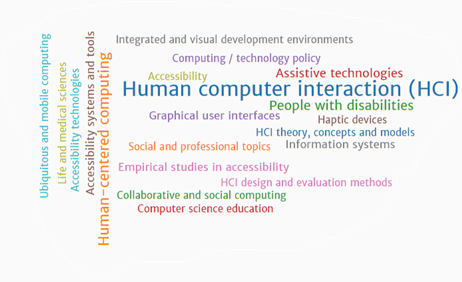 Integrated and visual development environments
Computing / technology policy
Accessibility
Assistive technologies
Human computer interaction (HCI)
People with disabilities
Graphical user interfaces
Haptic devices
HCI theory, concepts and models
Social and professional topics
Information systems
Empirical studies in accessibility
HCI design and evaluation methods
Collaborative and social computing
Computer science education
Ubiquitous and mobile computing
Life and medical sciences
Accessibility technologies
Accessibility systems and tools
Human-centered computing